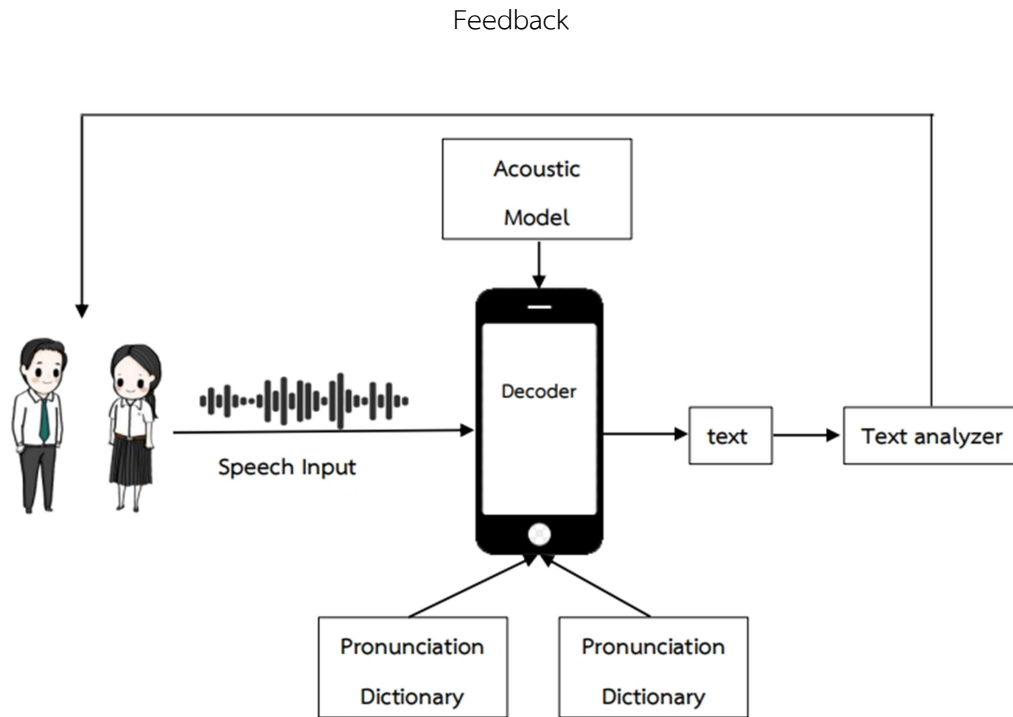 Feedback
Acoustic
Model
Decoder
text
Text analyzer
Speech Input
Pronunciation
Dictionary
Pronunciation
Dictionary